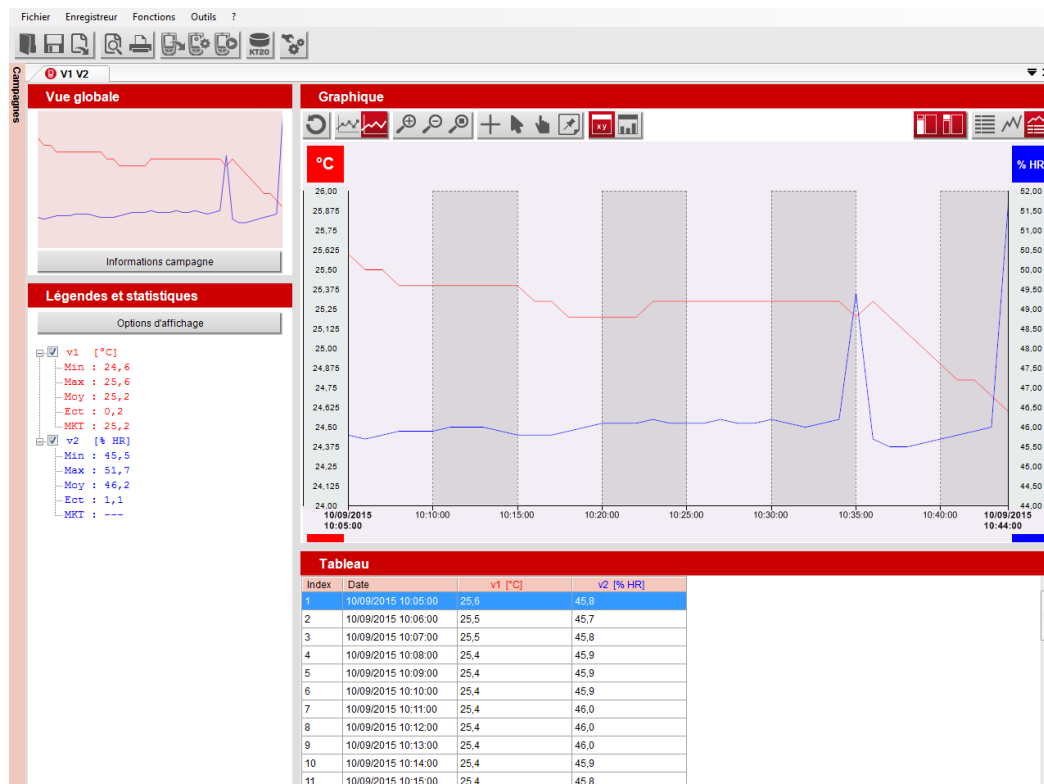 Fichier Enregistreur Fonctions Outils ?
KT20
Campagnes
V1 V2
Vue globale
Informations campagne
Légendes et statistiques
Options d'affichage
v1 [°C]
Min : 24,6
Max : 25,6
Moy : 25,2
Ect : 0,2
MKT : 25,2
v2 [% HR]
Min : 45,5
Max : 51,7
Moy : 46,2
Ect : 1,1
MKT : ---
Graphique
xy
°C
% HR
26,00
25,875
25,75
25,625
25,50
25,375
25,25
25,125
25,00
24,875
24,75
24,625
24,50
24,375
24,25
24,125
24,00
52,00
51,50
51,00
50,50
50,00
49,50
49,00
48,50
48,00
47,50
47,00
46,50
46,00
45,50
45,00
44,50
44,00
10/09/2015 10:10:00 10:15:00 10:20:00 10:25:00 10:30:00 10:35:00 10:40:00 10/09/2015
10:05:00 10:44:00
Tableau
Index Date v1 [°C] v2 [% HR]
1 10/09/2015 10:05:00 25,6 45,8
2 10/09/2015 10:06:00 25,5 45,7
3 10/09/2015 10:07:00 25,5 45,8
4 10/09/2015 10:08:00 25,4 45,9
5 10/09/2015 10:09:00 25,4 45,9
6 10/09/2015 10:10:00 25,4 45,9
7 10/09/2015 10:11:00 25,4 46,0
8 10/09/2015 10:12:00 25,4 46,0
9 10/09/2015 10:13:00 25,4 46,0
10 10/09/2015 10:14:00 25,4 45,9
11 10/09/2015 10:15:00 25,4 45,8